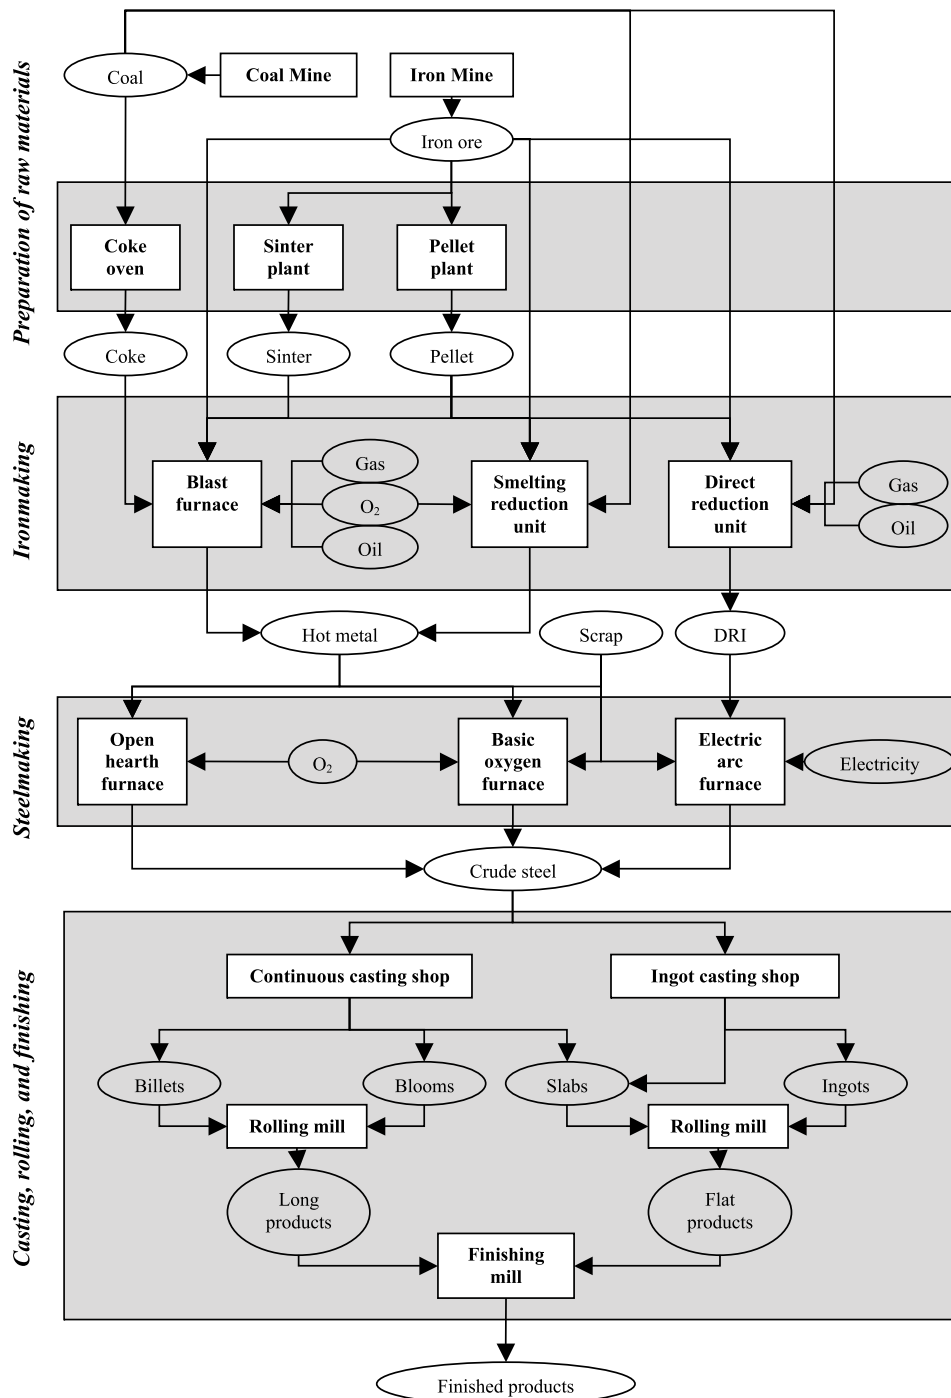 Preparation of raw materials
Coal
Coal Mine
Iron Mine
Iron ore
Coke
oven
Sinter
plant
Pellet
plant
Coke
Sinter
Pellet
Ironmaking
Blast
furnace
Gas
O₂
Oil
Smelting
reduction
unit
Direct
reduction
unit
Gas
Oil
Hot metal
Scrap
DRI
Steelmaking
Open
hearth
furnace
O₂
Basic
oxygen
furnace
Electric
arc
furnace
Electricity
Crude steel
Casting, rolling, and finishing
Continuous casting shop
Ingot casting shop
Billets
Blooms
Slabs
Ingots
Rolling mill
Rolling mill
Long
products
Flat
products
Finishing
mill
Finished products